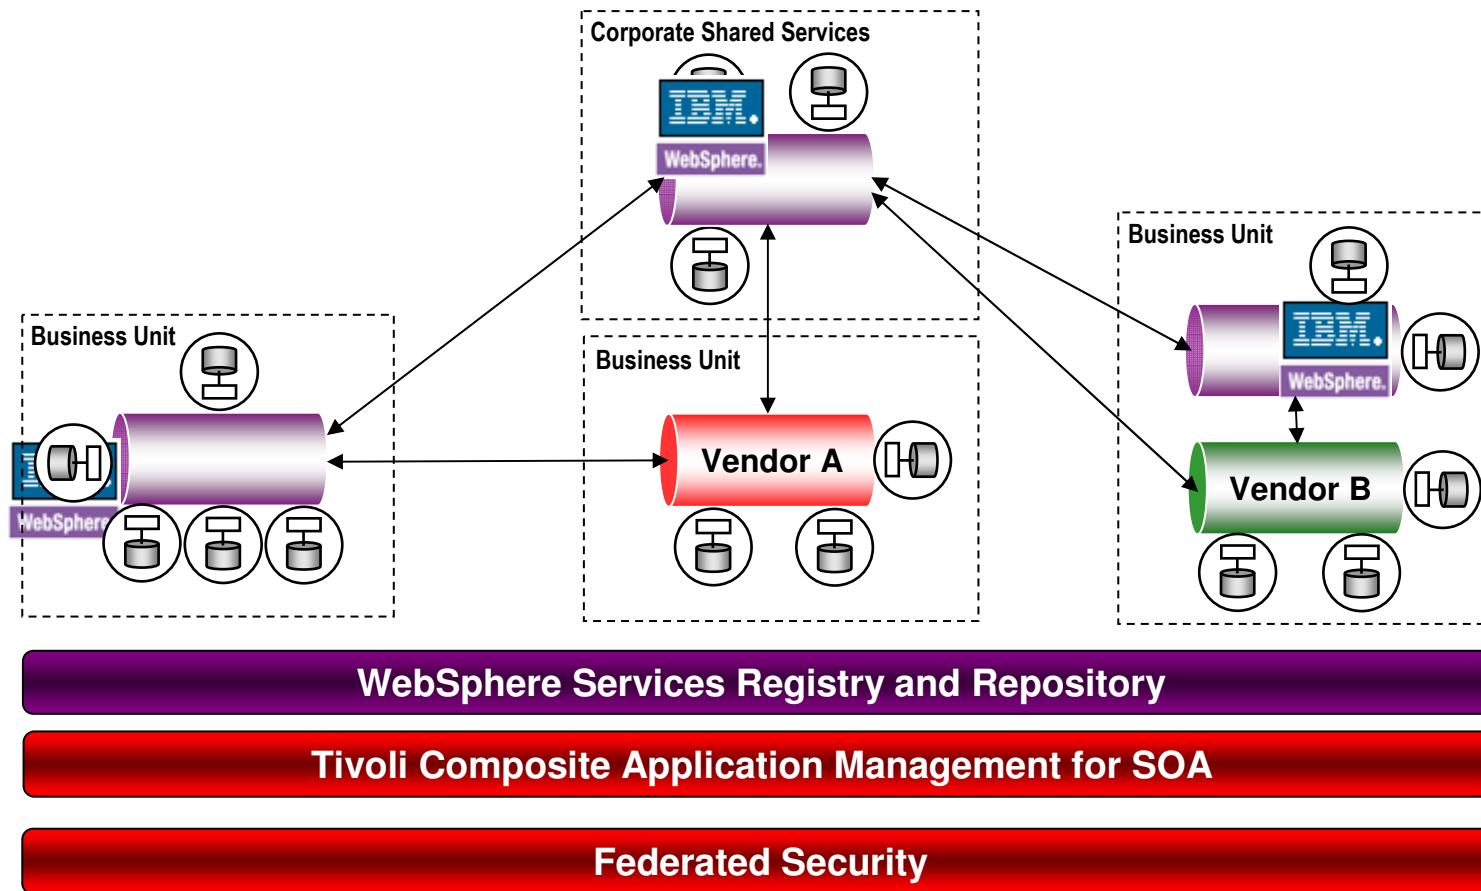 Corporate Shared Services
IBM.
WebSphere.
Business Unit
IBM.
WebSphere.
Business Unit
IB
WebSphere
Business Unit
Vendor A
Vendor B
WebSphere Services Registry and Repository
Tivoli Composite Application Management for SOA
Federated Security